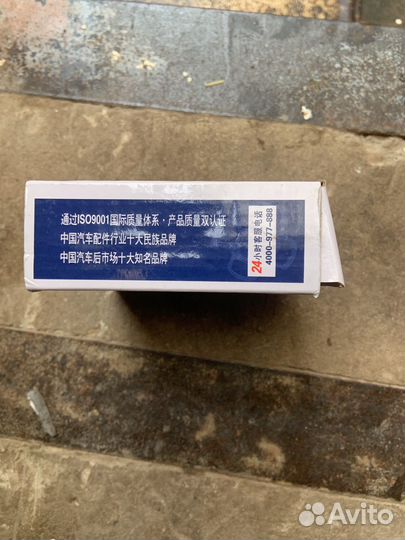 通过ISO9001国际质量体系·产品质量双认证
中国汽车配件行业十大民族品牌
中国汽车后市场十大知名品牌
24小时客服电话
4000-977-888
Avito